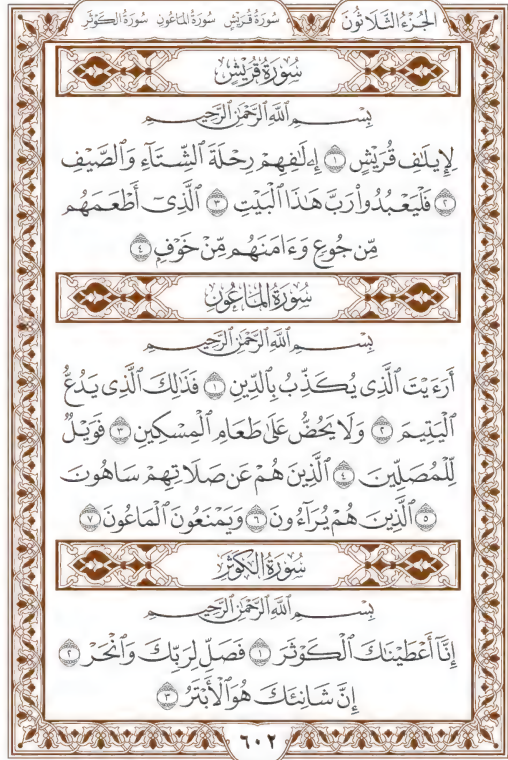 الجُزْءُ الثَّلَاثُونَ سُورَةُ قُرَيْشٍ سُورَةُ المَاعُونِ سُورَةُ الكَوْثَرِ
سُورَةُ قُرَيْشٍ
بِسْمِ ٱللَّهِ ٱلرَّحْمَٰنِ ٱلرَّحِيمِ
لِإِيلَٰفِ قُرَيْشٍ ١ إِۦلَٰفِهِمْ رِحْلَةَ ٱلشِّتَآءِ وَٱلصَّيْفِ
٢ فَلْيَعْبُدُوا۟ رَبَّ هَٰذَا ٱلْبَيْتِ ٣ ٱلَّذِىٓ أَطْعَمَهُم
مِّن جُوعٍ وَءَامَنَهُم مِّنْ خَوْفٍۭ ٤
سُورَةُ المَاعُونِ
بِسْمِ ٱللَّهِ ٱلرَّحْمَٰنِ ٱلرَّحِيمِ
أَرَءَيْتَ ٱلَّذِى يُكَذِّبُ بِٱلدِّينِ ١ فَذَٰلِكَ ٱلَّذِى يَدُعُّ
ٱلْيَتِيمَ ٢ وَلَا يَحُضُّ عَلَىٰ طَعَامِ ٱلْمِسْكِينِ ٣ فَوَيْلٌ
لِّلْمُصَلِّينَ ٤ ٱلَّذِينَ هُمْ عَن صَلَاتِهِمْ سَاهُونَ
٥ ٱلَّذِينَ هُمْ يُرَآءُونَ ٦ وَيَمْنَعُونَ ٱلْمَاعُونَ ٧
سُورَةُ الكَوْثَرِ
بِسْمِ ٱللَّهِ ٱلرَّحْمَٰنِ ٱلرَّحِيمِ
إِنَّآ أَعْطَيْنَٰكَ ٱلْكَوْثَرَ ١ فَصَلِّ لِرَبِّكَ وَٱنْحَرْ ٢
إِنَّ شَانِئَكَ هُوَ ٱلْأَبْتَرُ ٣
٦٠٢